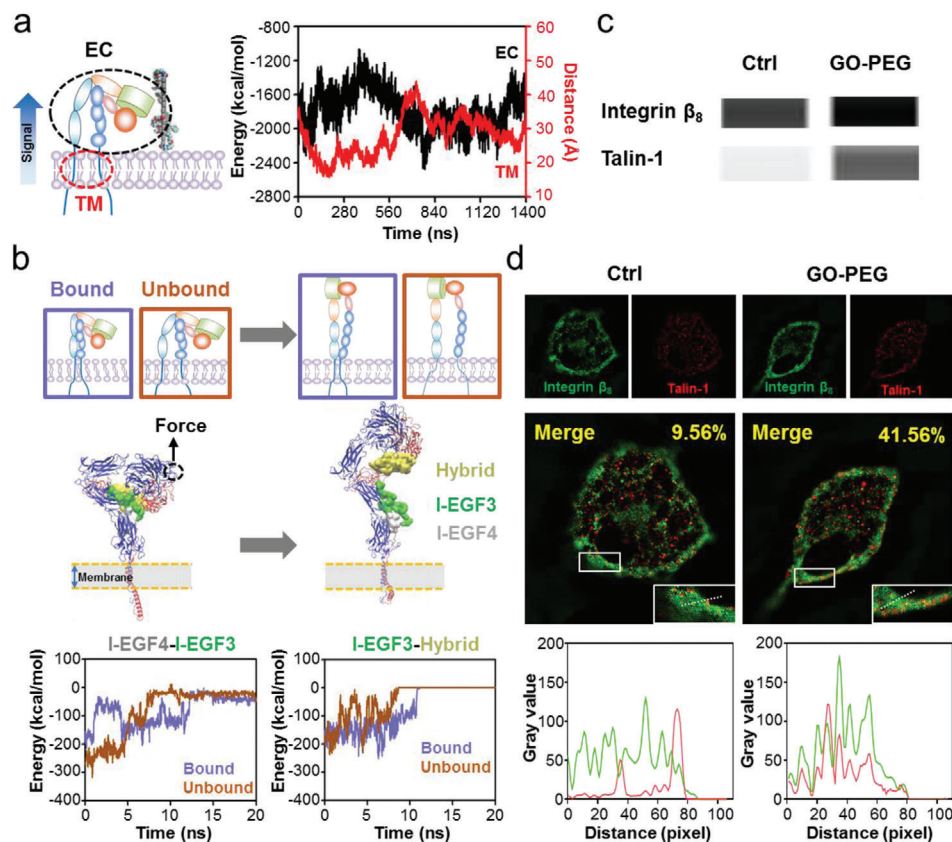 a
EC
Signal
TM
Energy (kcal/mol)
-800
-1200
-1600
-2000
-2400
-2800
EC
TM
60
50
40
30
20
10
Distance (Å)
0 280 560 840 1120 1400
Time (ns)
c
Ctrl GO-PEG
Integrin β₈
Talin-1
b
Bound Unbound
Force
Hybrid
I-EGF3
I-EGF4
Membrane
I-EGF4-I-EGF3
Energy (kcal/mol)
100
0
-100
-200
-300
-400
Bound
Unbound
0 5 10 15 20
Time (ns)
I-EGF3-Hybrid
Energy (kcal/mol)
100
0
-100
-200
-300
-400
Bound
Unbound
0 5 10 15 20
Time (ns)
d
Ctrl GO-PEG
Integrin β₈ Talin-1 Integrin β₈ Talin-1
Merge 9.56% Merge 41.56%
Gray value
200
150
100
50
0
0 20 40 60 80 100
Distance (pixel)
Gray value
200
150
100
50
0
0 20 40 60 80 100
Distance (pixel)